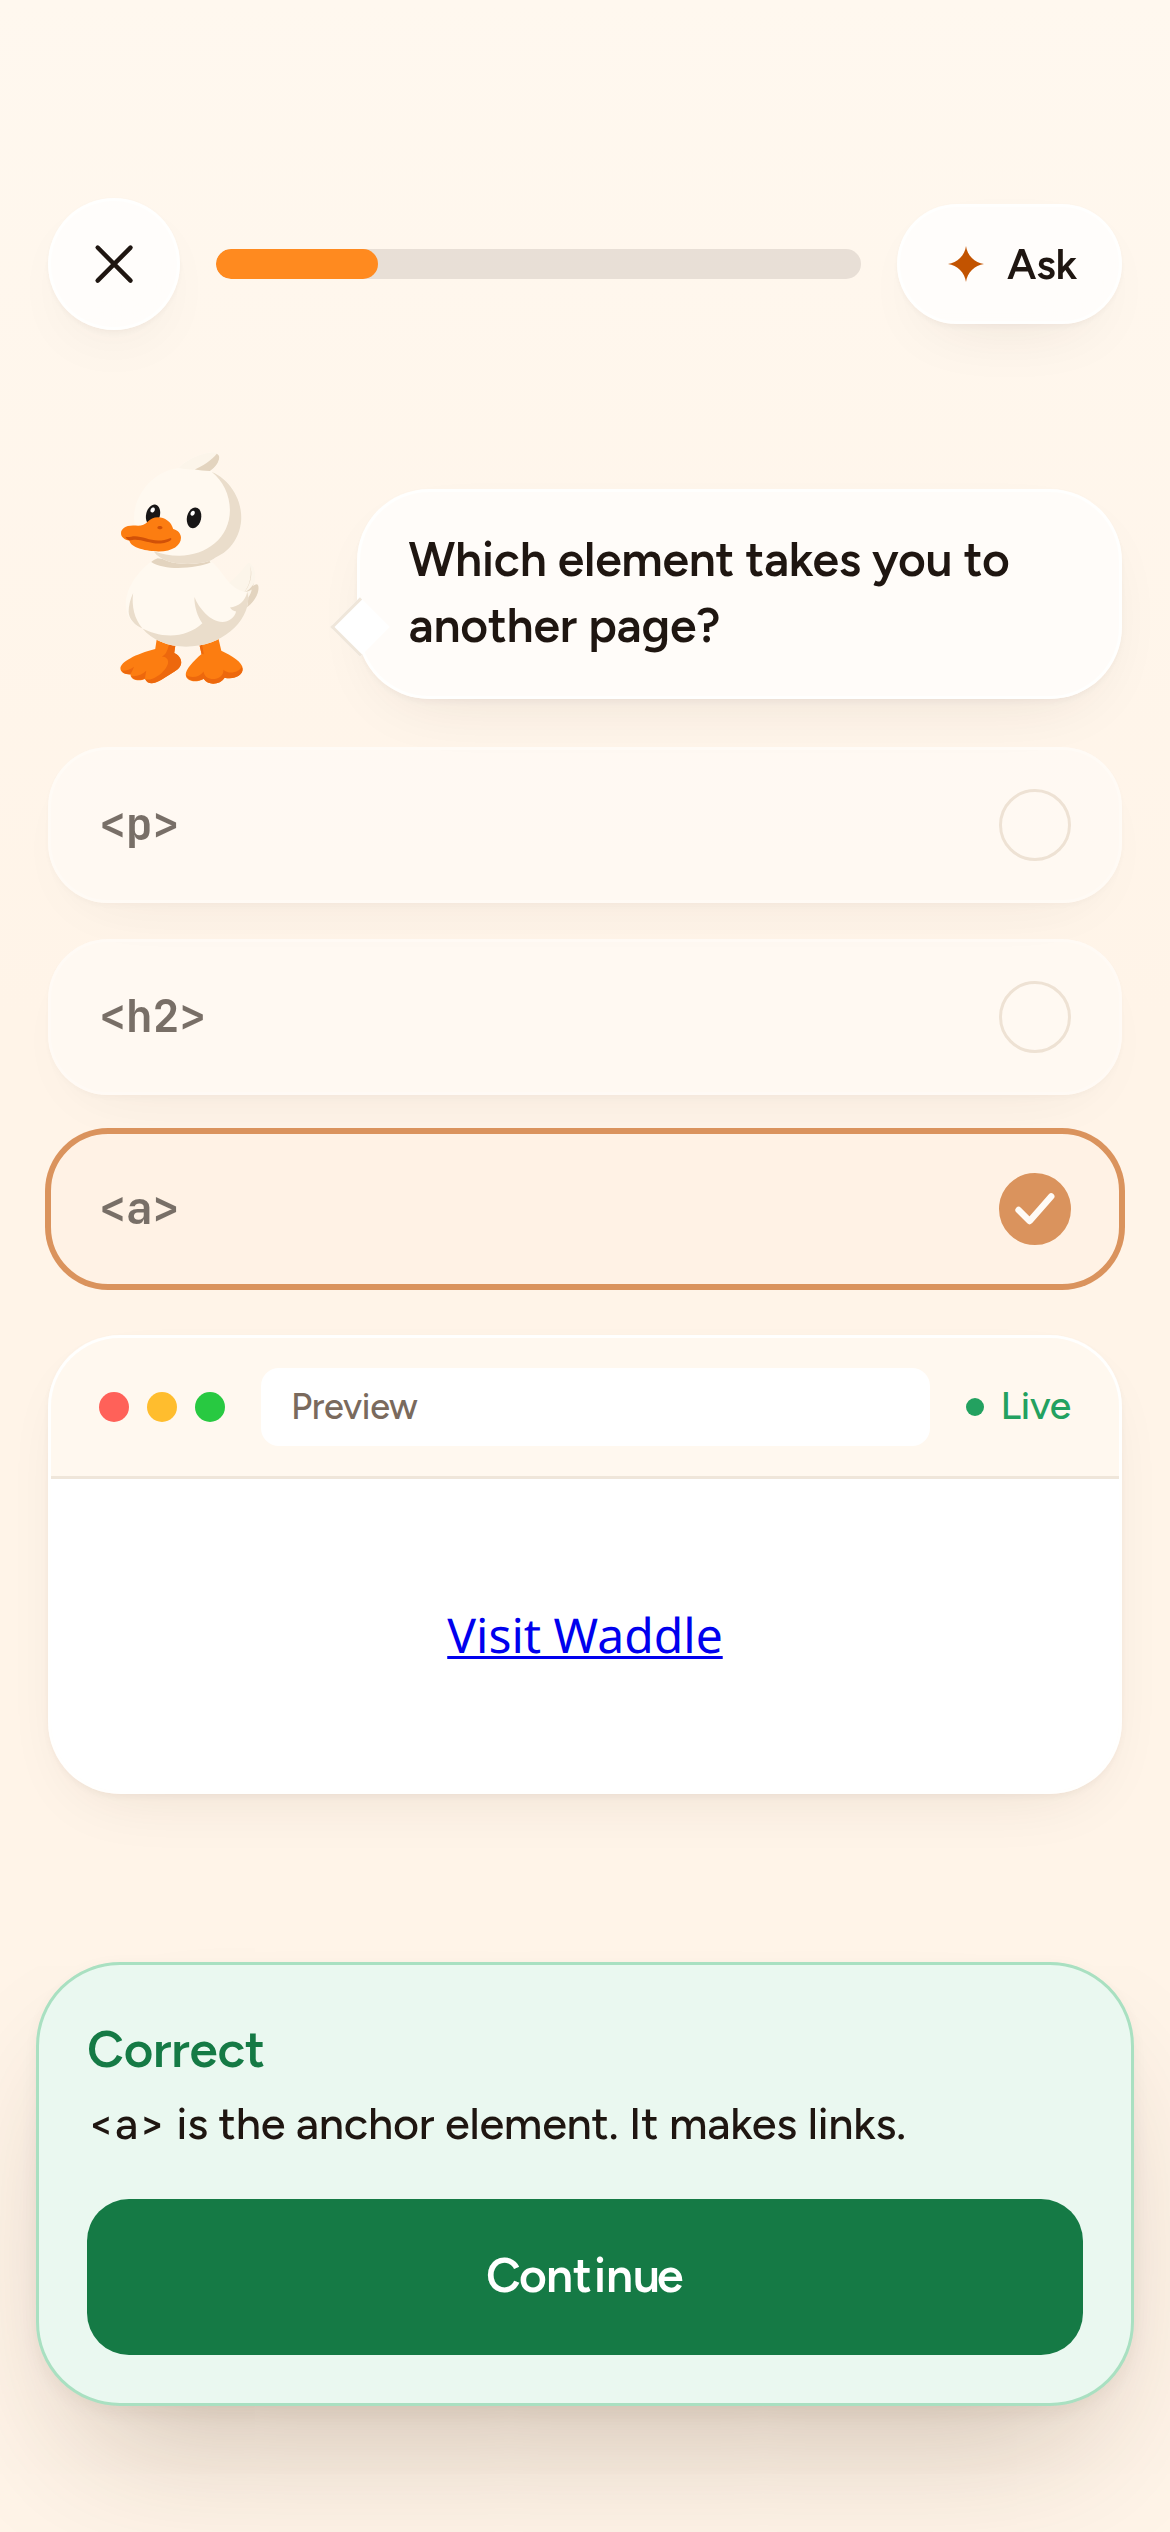 Ask
Which element takes you to
another page?
<p>
<h2>
<a>
Preview
Live
Visit Waddle
Correct
<a> is the anchor element. It makes links.
Continue